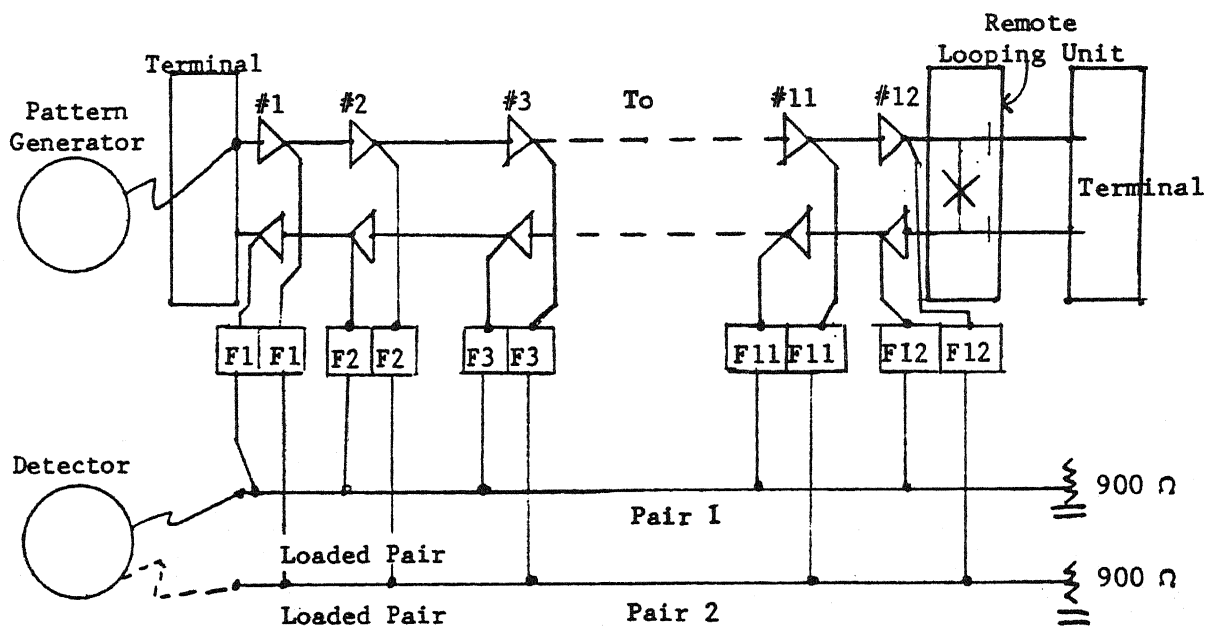 Remote
Looping Unit
Terminal
#1 #2 #3 To #11 #12
Pattern
Generator
Terminal
F1 F1 F2 F2 F3 F3 F11 F11 F12 F12
Detector
900 Ω
Pair 1
Loaded Pair
900 Ω
Loaded Pair
Pair 2